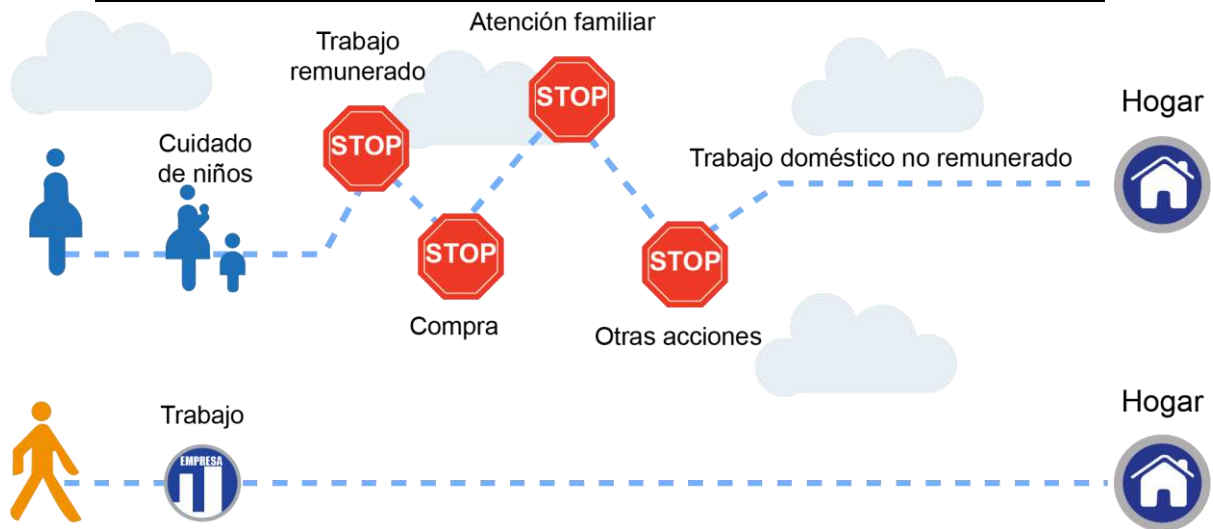 Atención familiar
Trabajo
remunerado
STOP
Hogar
Cuidado
de niños
STOP
Trabajo doméstico no remunerado
STOP
STOP
Compra
Otras acciones
Hogar
Trabajo
EMPRESA